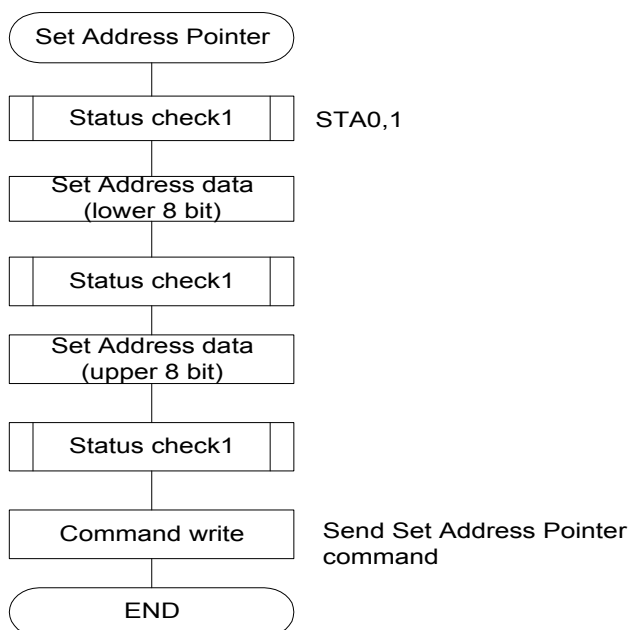 Set Address Pointer
Status check1
STA0,1
Set Address data
(lower 8 bit)
Status check1
Set Address data
(upper 8 bit)
Status check1
Command write
Send Set Address Pointer
command
END